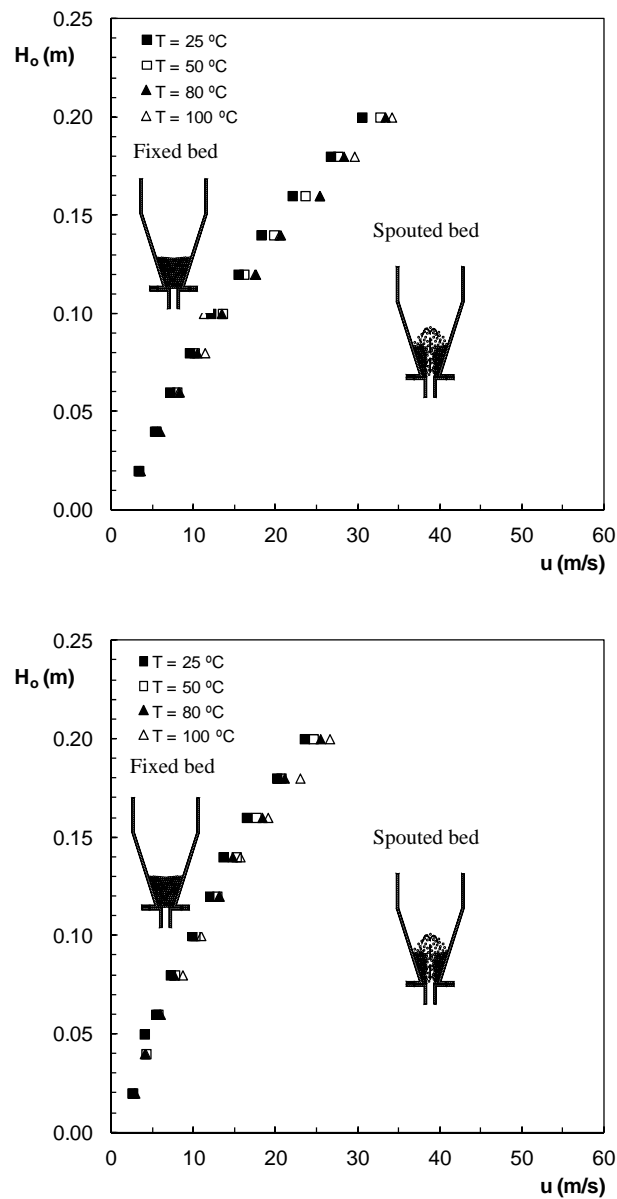 0.25
H_o (m)
T = 25 ºC
T = 50 ºC
T = 80 ºC
T = 100 ºC
0.20
Fixed bed
0.15
Spouted bed
0.10
0.05
0.00
0 10 20 30 40 50 60
u (m/s)
0.25
H_o (m)
T = 25 ºC
T = 50 ºC
T = 80 ºC
T = 100 ºC
0.20
Fixed bed
0.15
Spouted bed
0.10
0.05
0.00
0 10 20 30 40 50 60
u (m/s)